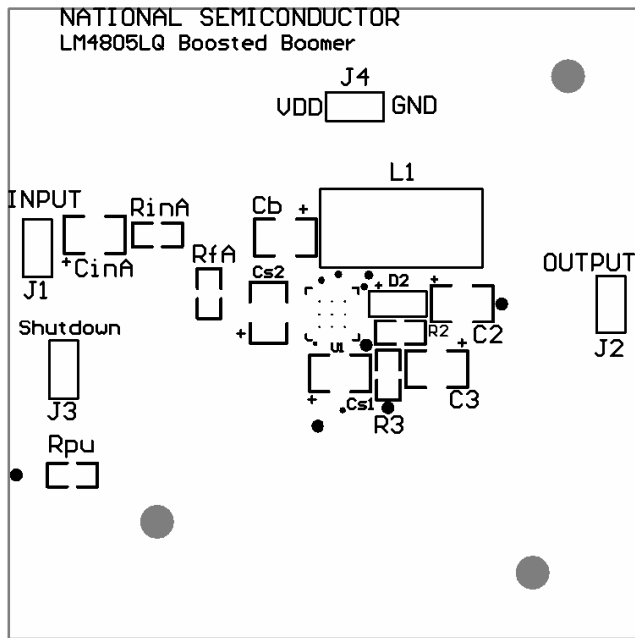 NATIONAL SEMICONDUCTOR
LM4805LQ Boosted Boomer
J4
VDD GND
L1
INPUT RinA Cb +
+CinA RfA
J1
Cs2
OUTPUT
D2
+ +
Shutdown
+
R2 C2
J2
U1
+
J3
+ Cs1 C3
R3
Rpu